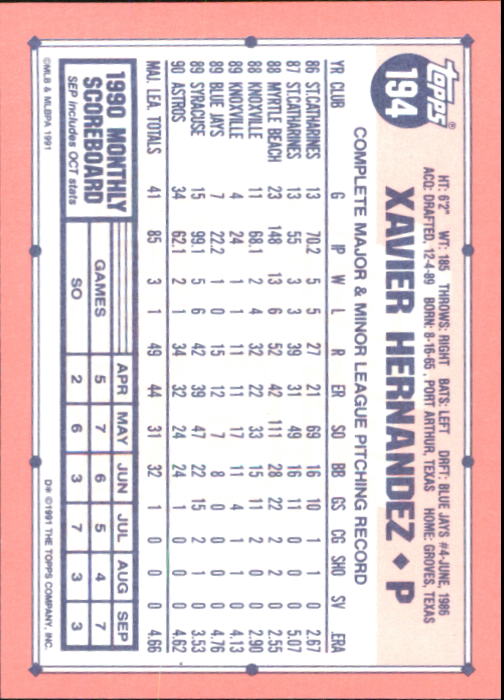 topps®
194
HT: 6'2" WT: 185 THROWS: RIGHT BATS: LEFT DRFT: BLUE JAYS #4-JUNE, 1986
ACQ: DRAFTED, 12-4-89 BORN: 8-16-65, PORT ARTHUR, TEXAS HOME: GROVES, TEXAS
XAVIER HERNANDEZ ♦ P
COMPLETE MAJOR & MINOR LEAGUE PITCHING RECORD
YR CLUB G IP W L R ER SO BB GS CG SHO SV ERA
86 ST.CATHARINES 13 70.2 5 5 27 21 69 16 10 1 1 0 2.67
87 ST.CATHARINES 13 55 3 3 39 31 49 16 11 0 0 0 5.07
88 MYRTLE BEACH 23 148 13 6 52 42 111 28 22 2 2 0 2.55
88 KNOXVILLE 11 68.1 2 4 32 22 33 15 11 2 0 0 2.90
89 KNOXVILLE 4 24 1 1 11 11 17 11 4 1 0 0 4.13
89 BLUE JAYS 7 22.2 1 0 15 12 7 8 0 0 0 0 4.76
89 SYRACUSE 15 99.1 5 6 42 39 47 22 15 2 1 0 3.53
90 ASTROS 34 62.1 2 1 34 32 24 24 1 0 0 0 4.62
MAJ. LEA. TOTALS 41 85 3 1 49 44 31 32 1 0 0 0 4.66
1990 MONTHLY
SCOREBOARD
SEP includes OCT stats
APR MAY JUN JUL AUG SEP
GAMES 5 7 6 5 4 7
SO 2 6 3 7 3 3
©MLB & MLBPA 1991
D* ©1991 THE TOPPS COMPANY, INC.